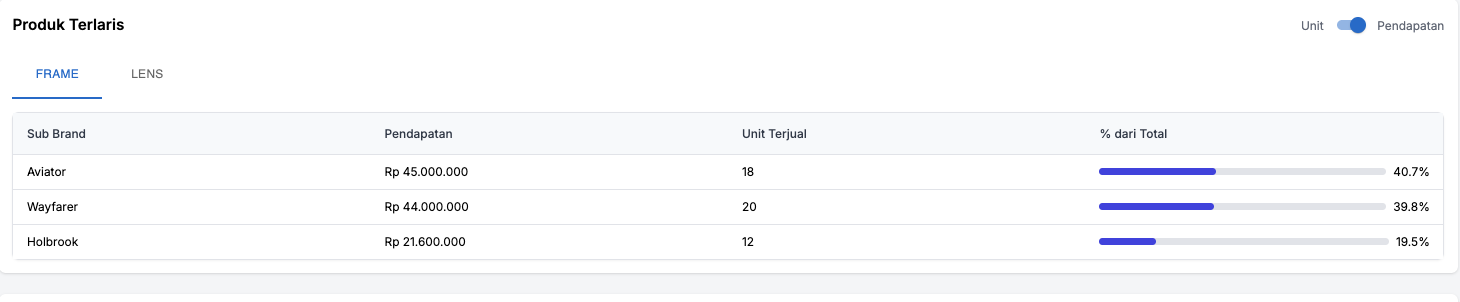 Produk Terlaris
Unit Pendapatan
FRAME LENS
Sub Brand Pendapatan Unit Terjual % dari Total
Aviator Rp 45.000.000 18 40.7%
Wayfarer Rp 44.000.000 20 39.8%
Holbrook Rp 21.600.000 12 19.5%